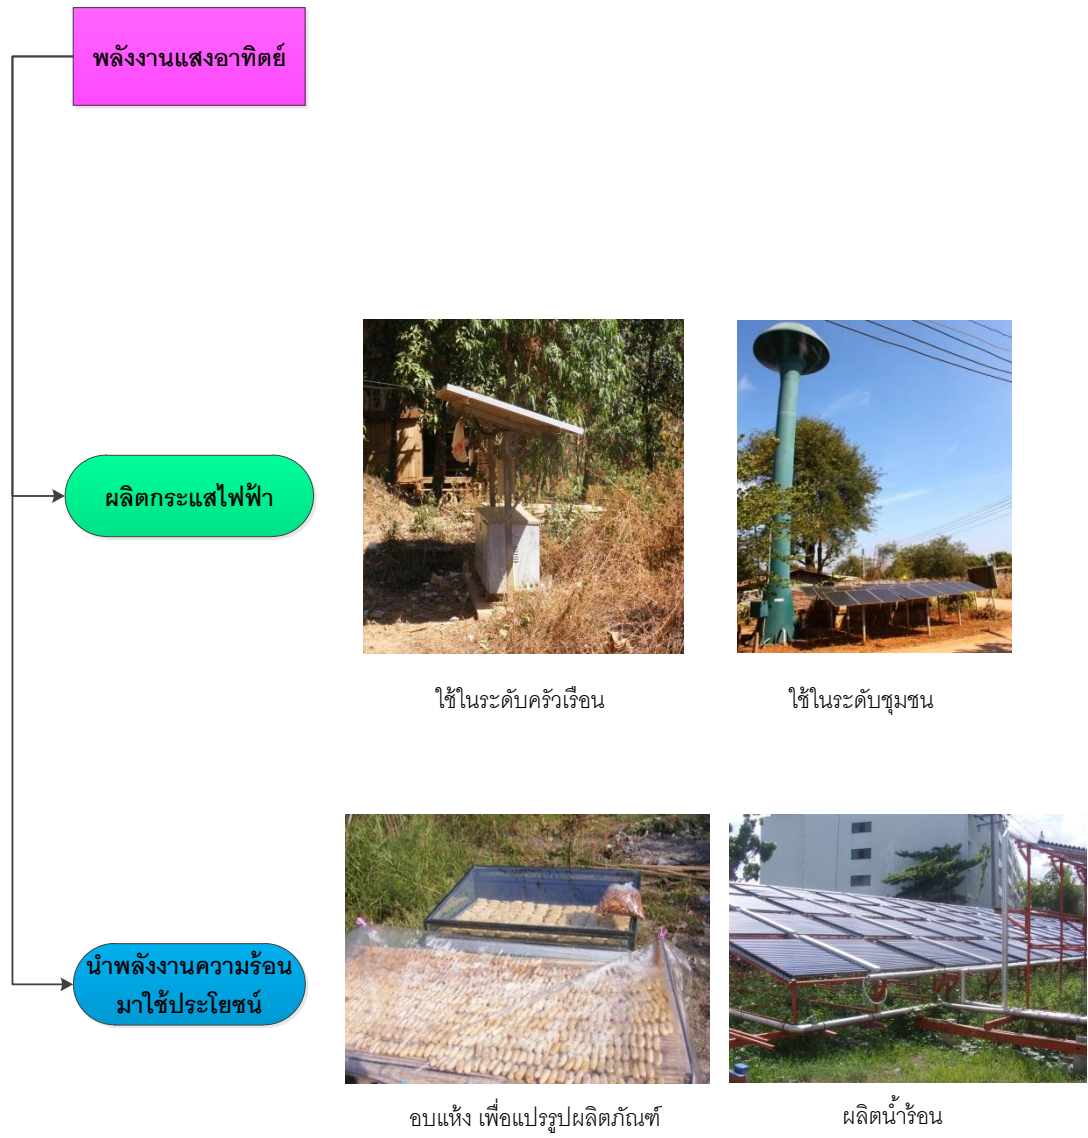 พลังงานแสงอาทิตย์
ผลิตกระแสไฟฟ้า
ใช้ในระดับครัวเรือน
ใช้ในระดับชุมชน
นำพลังงานความร้อน
มาใช้ประโยชน์
อบแห้ง เพื่อแปรรูปผลิตภัณฑ์
ผลิตน้ำร้อน